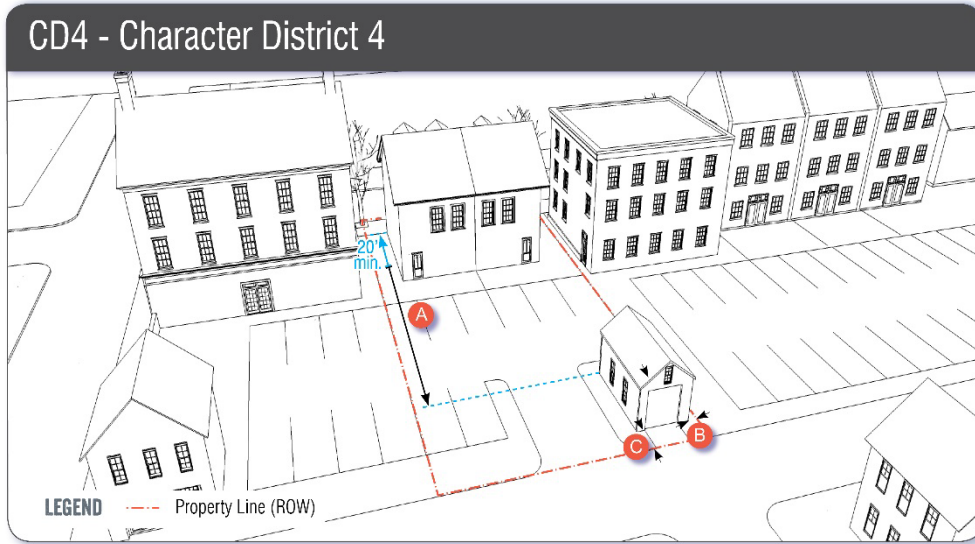 CD4 - Character District 4
20'
min.
A
B
C
LEGEND
Property Line (ROW)